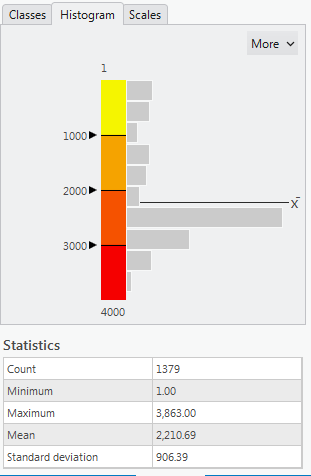 Classes Histogram Scales
More
1
1000
2000
x̄
3000
4000
Statistics
Count 1379
Minimum 1.00
Maximum 3,863.00
Mean 2,210.69
Standard deviation 906.39